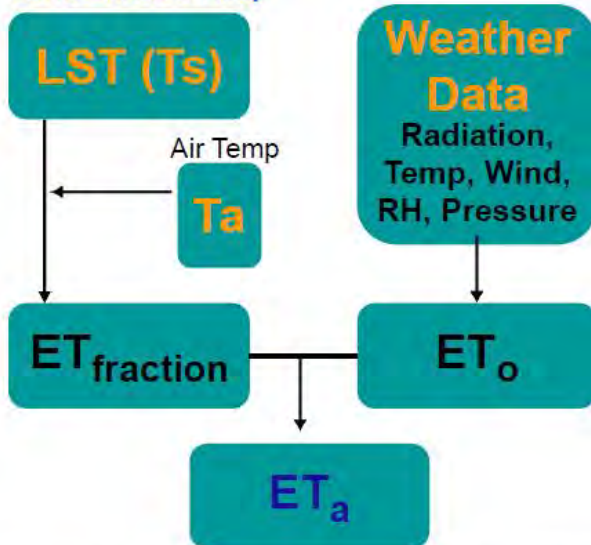 LST (Ts)
Air Temp
Ta
Weather
Data
Radiation,
Temp, Wind,
RH, Pressure
ETfraction
ETo
ETa